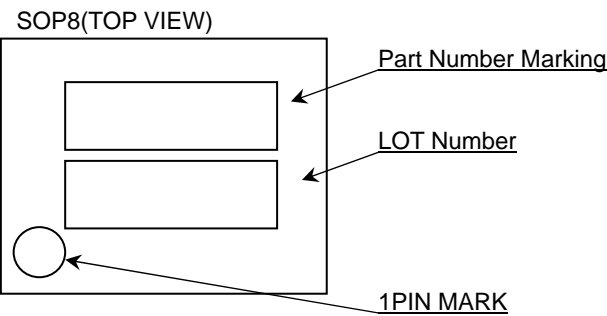 SOP8(TOP VIEW)
Part Number Marking
LOT Number
1PIN MARK